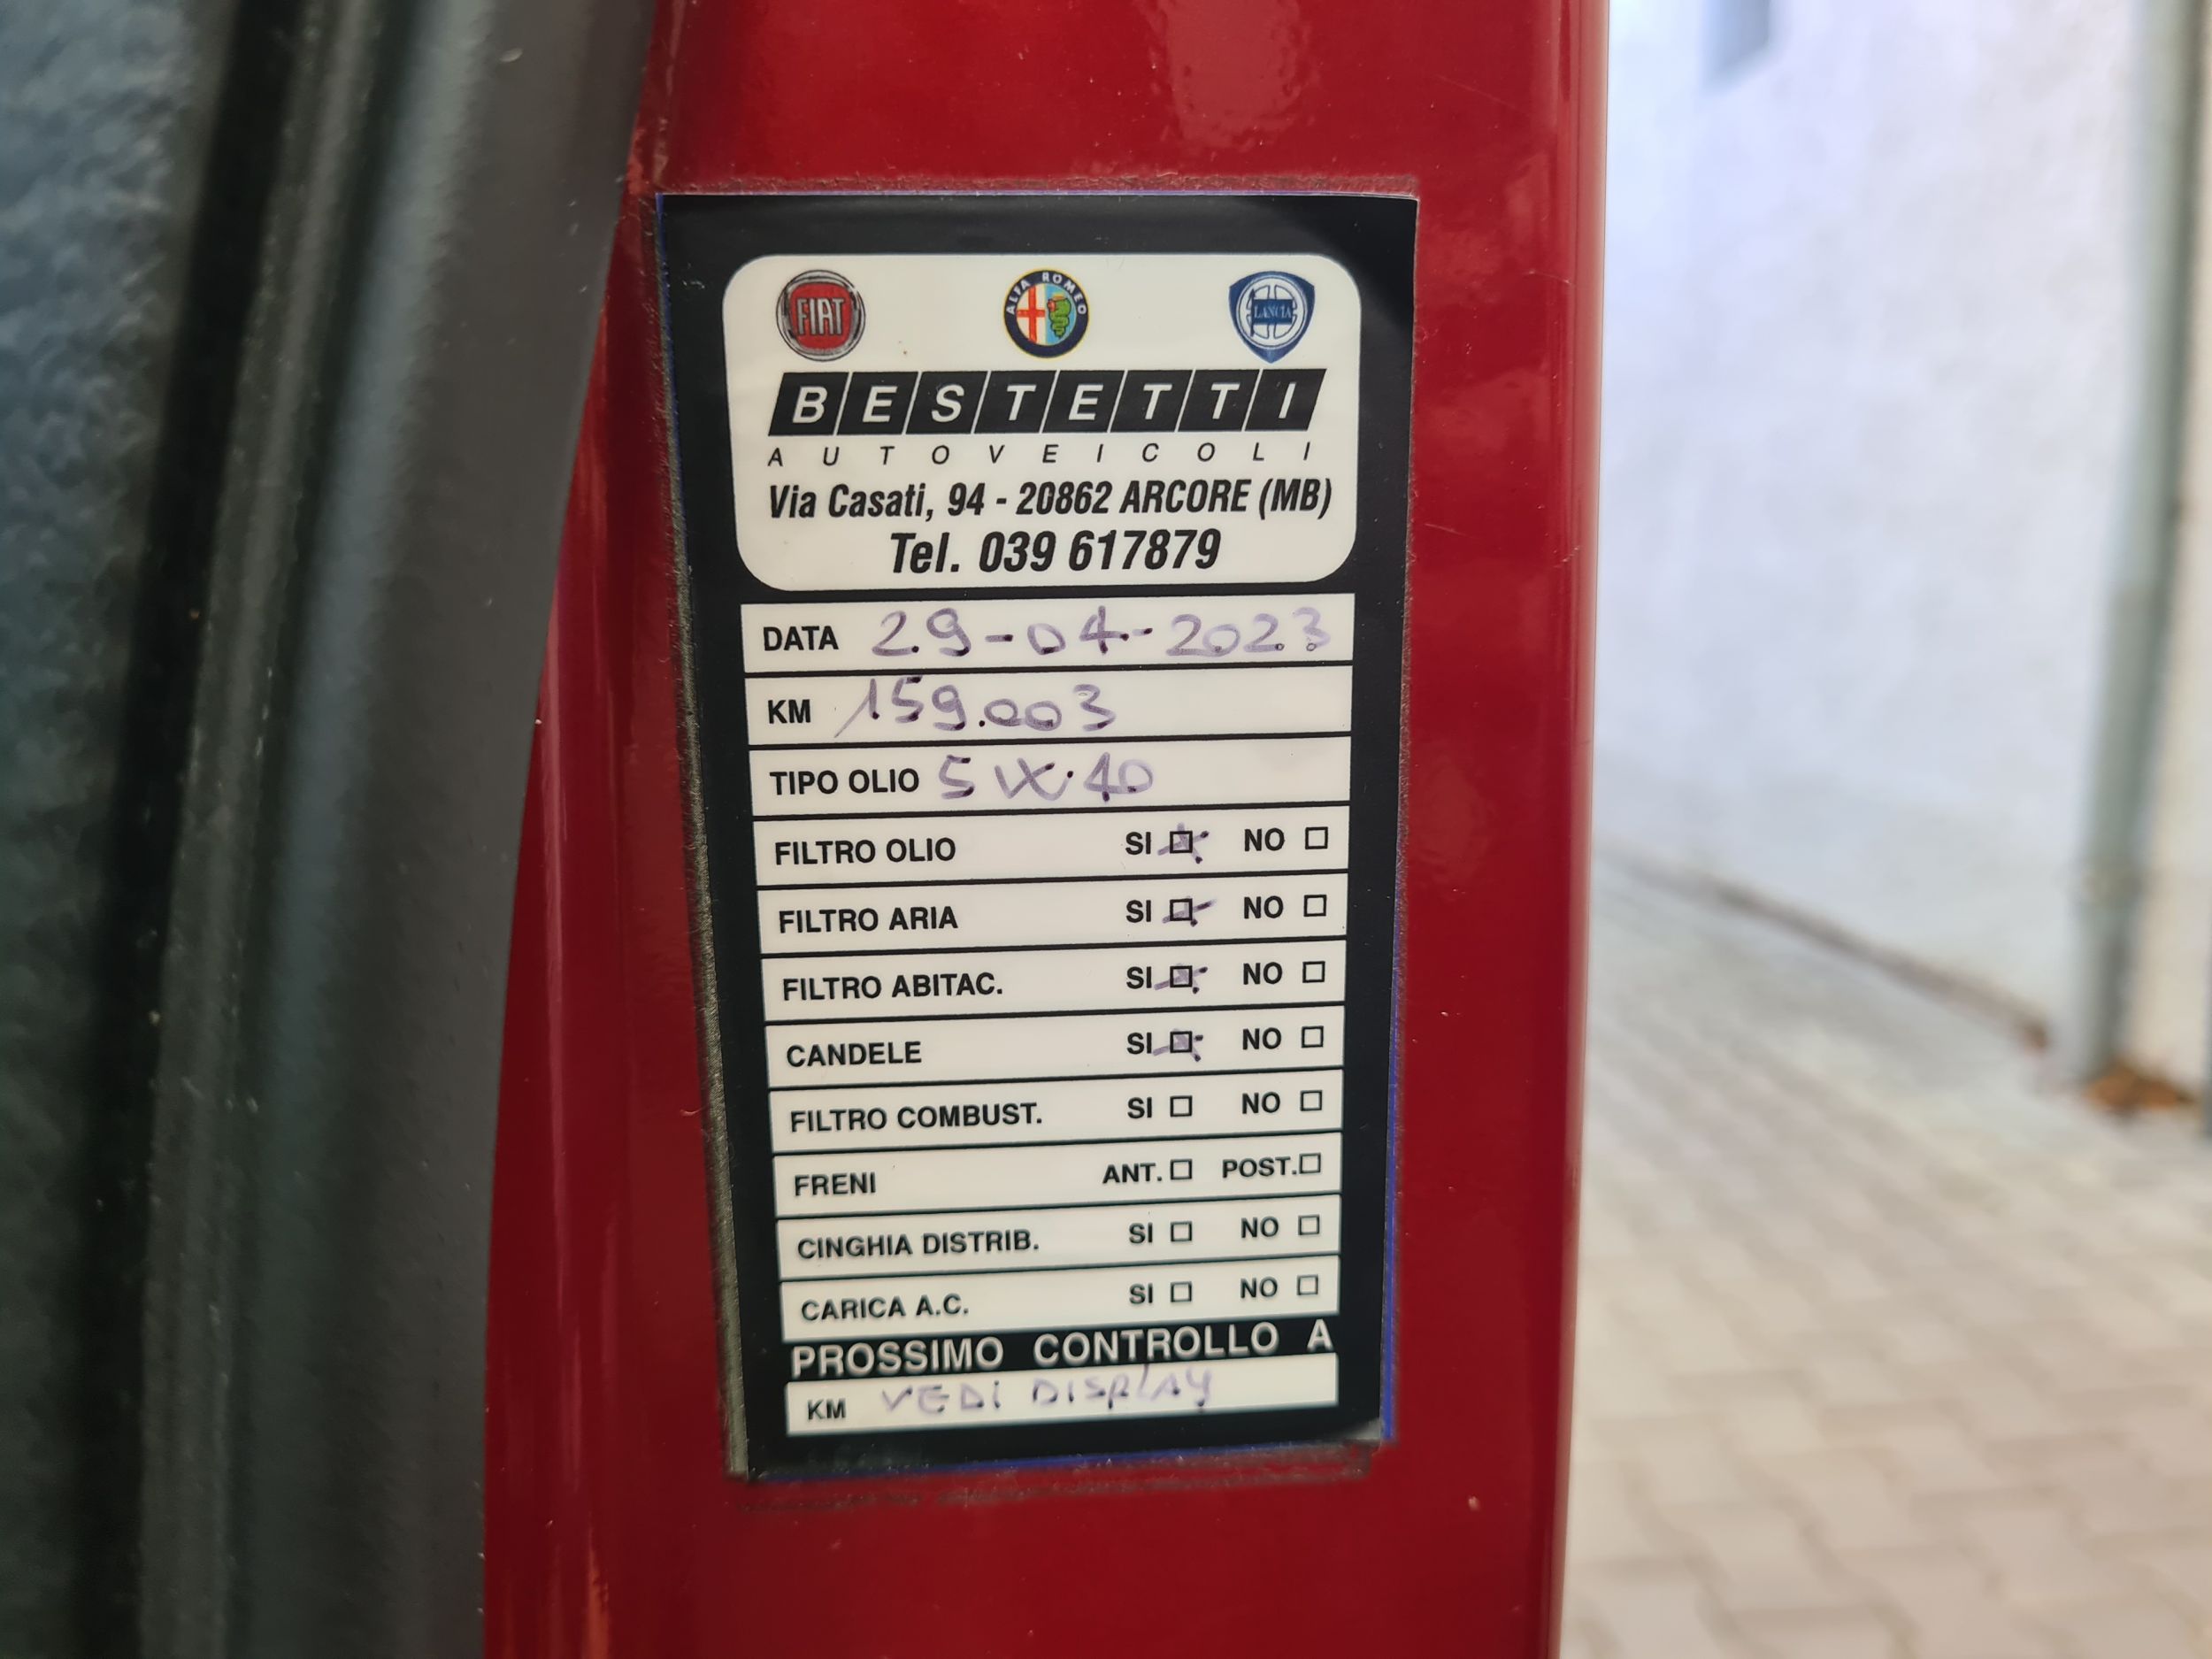 FIAT
ALFA ROMEO
LANCIA
BESTETTI
AUTOVEICOLI
Via Casati, 94 - 20862 ARCORE (MB)
Tel. 039 617879
DATA 29-04-2023
KM 159.003
TIPO OLIO 5W40
FILTRO OLIO SI NO
FILTRO ARIA SI NO
FILTRO ABITAC. SI NO
CANDELE SI NO
FILTRO COMBUST. SI NO
FRENI ANT. POST.
CINGHIA DISTRIB. SI NO
CARICA A.C. SI NO
PROSSIMO CONTROLLO A
KM VEDI DISPLAY